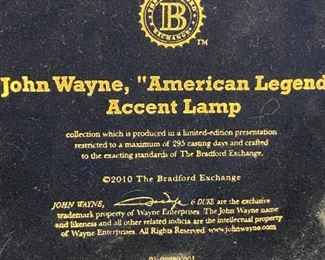 THE BRADFORD
B
EXCHANGE
TM
John Wayne, "American Legend
Accent Lamp
collection which is produced in a limited-edition presentation
restricted to a maximum of 295 casting days and crafted
to the exacting standards of The Bradford Exchange.
©2010 The Bradford Exchange
JOHN WAYNE, & DUKE are the exclusive
trademark property of Wayne Enterprises. The John Wayne name
and likeness and all other related indicia are the intellectual property
of Wayne Enterprises. All Rights Reserved www.johnwayne.com